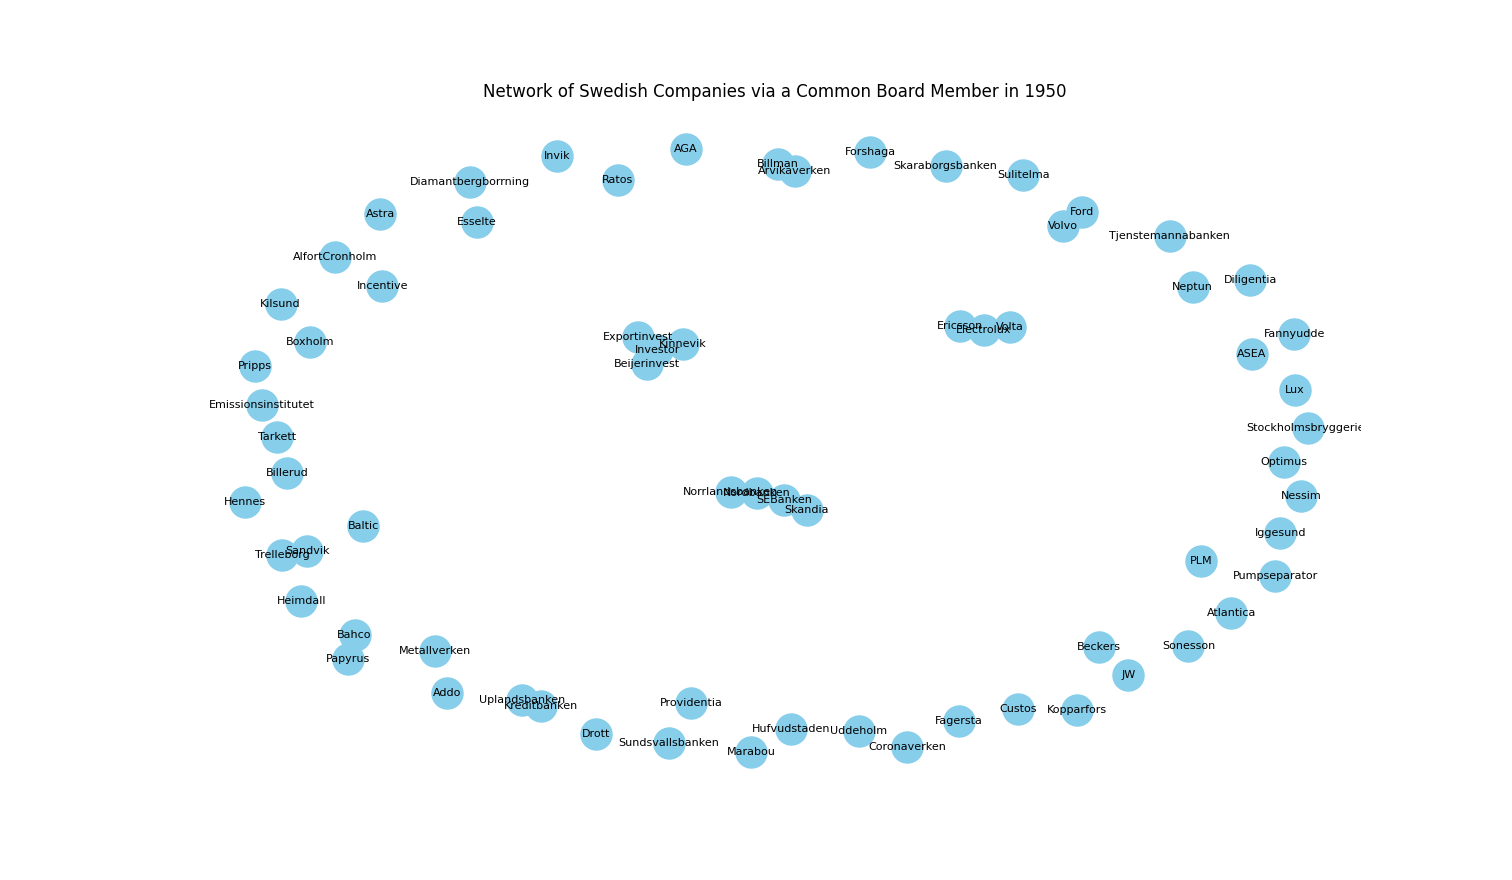 Network of Swedish Companies via a Common Board Member in 1950
AGA
Forshaga
Invik
Billman
Skaraborgsbanken
Arvikaverken
Sulitelma
Ratos
Diamantbergborrning
Ford
Astra
Esselte
Volvo
Tjenstemannabanken
AlfortCronholm
Diligentia
Incentive
Neptun
Kilsund
Ericsson
Electrolux
Volta
Fannyudde
Exportinvest
Boxholm
Kinnevik
Investor
ASEA
Beijerinvest
Pripps
Lux
Emissionsinstitutet
Stockholmsbryggerie
Tarkett
Optimus
Billerud
Norrlandsbanken
Nordbanken
Nessim
SEBanken
Hennes
Skandia
Baltic
Iggesund
Sandvik
Trelleborg
PLM
Pumpseparator
Heimdall
Atlantica
Bahco
Sonesson
Beckers
Metallverken
Papyrus
JW
Addo
Uplandsbanken
Providentia
Kreditbanken
Custos
Kopparfors
Fagersta
Hufvudstaden
Uddeholm
Drott
Sundsvallsbanken
Coronaverken
Marabou